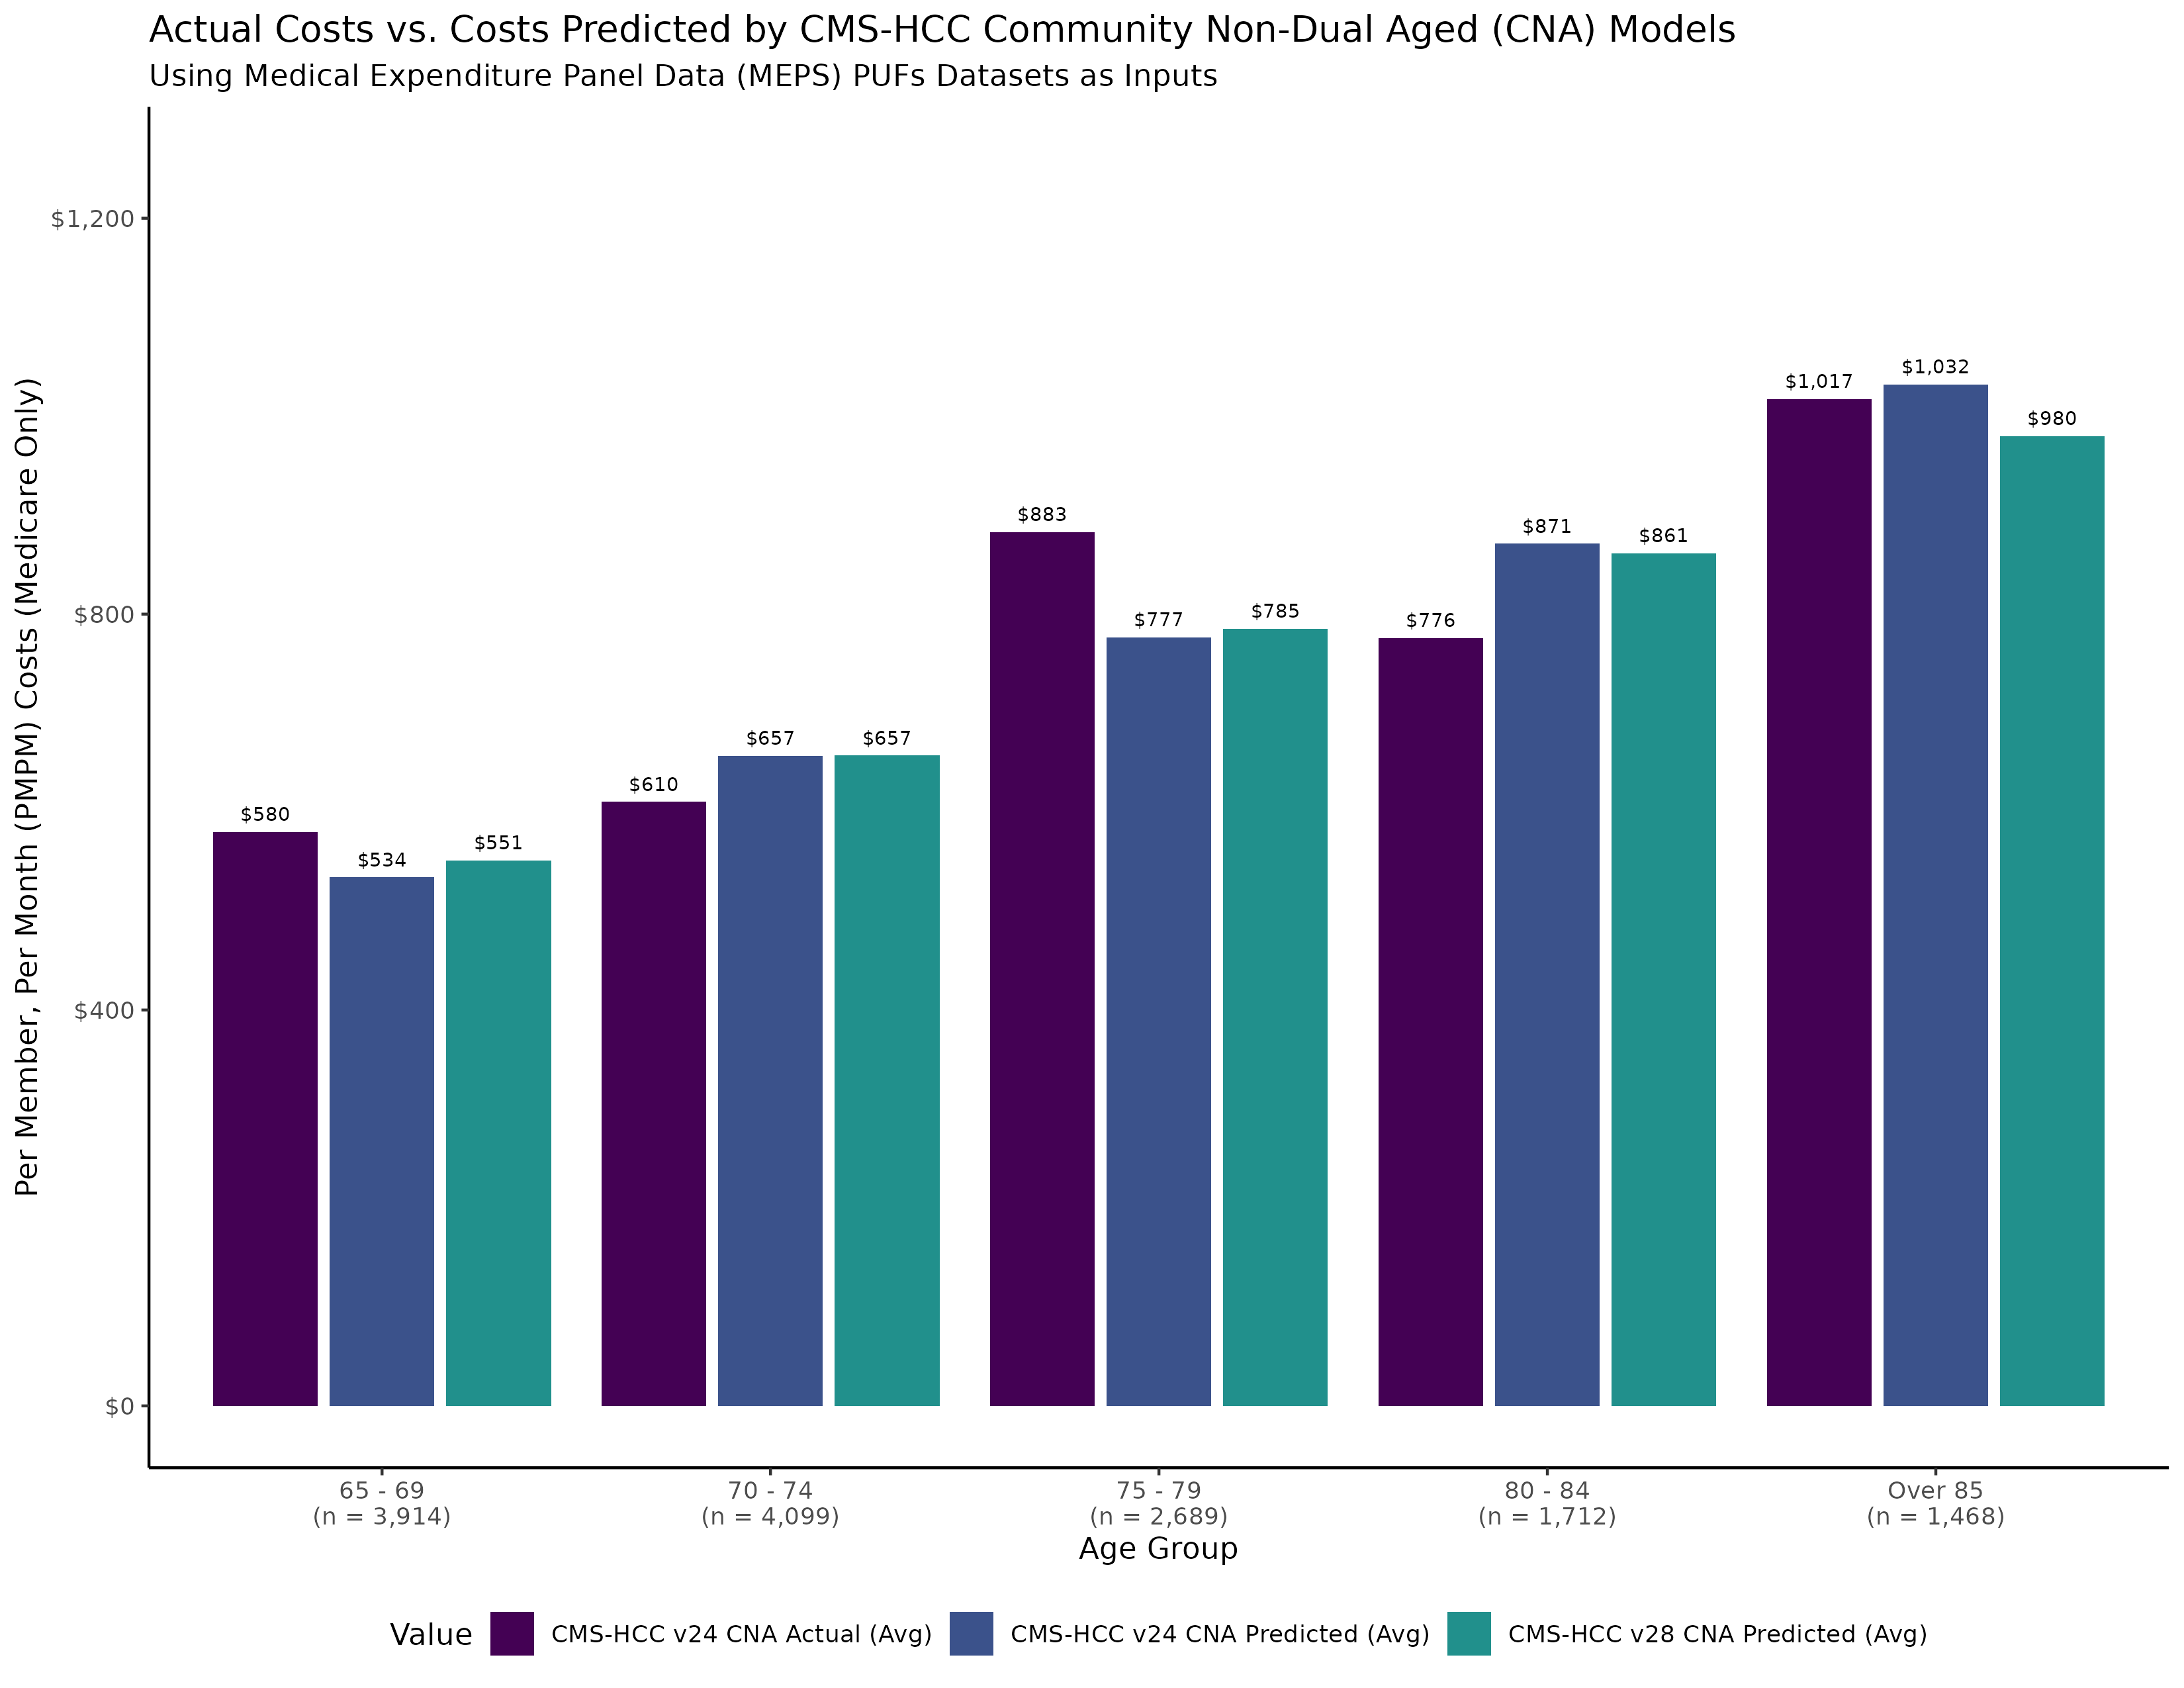 Actual Costs vs. Costs Predicted by CMS-HCC Community Non-Dual Aged (CNA) Models
Using Medical Expenditure Panel Data (MEPS) PUFs Datasets as Inputs
Per Member, Per Month (PMPM) Costs (Medicare Only)
$1,200
$800
$400
$0
$580
$534
$551
$610
$657
$657
$883
$777
$785
$776
$871
$861
$1,017
$1,032
$980
65 - 69
(n = 3,914)
70 - 74
(n = 4,099)
75 - 79
(n = 2,689)
80 - 84
(n = 1,712)
Over 85
(n = 1,468)
Age Group
Value
CMS-HCC v24 CNA Actual (Avg)
CMS-HCC v24 CNA Predicted (Avg)
CMS-HCC v28 CNA Predicted (Avg)